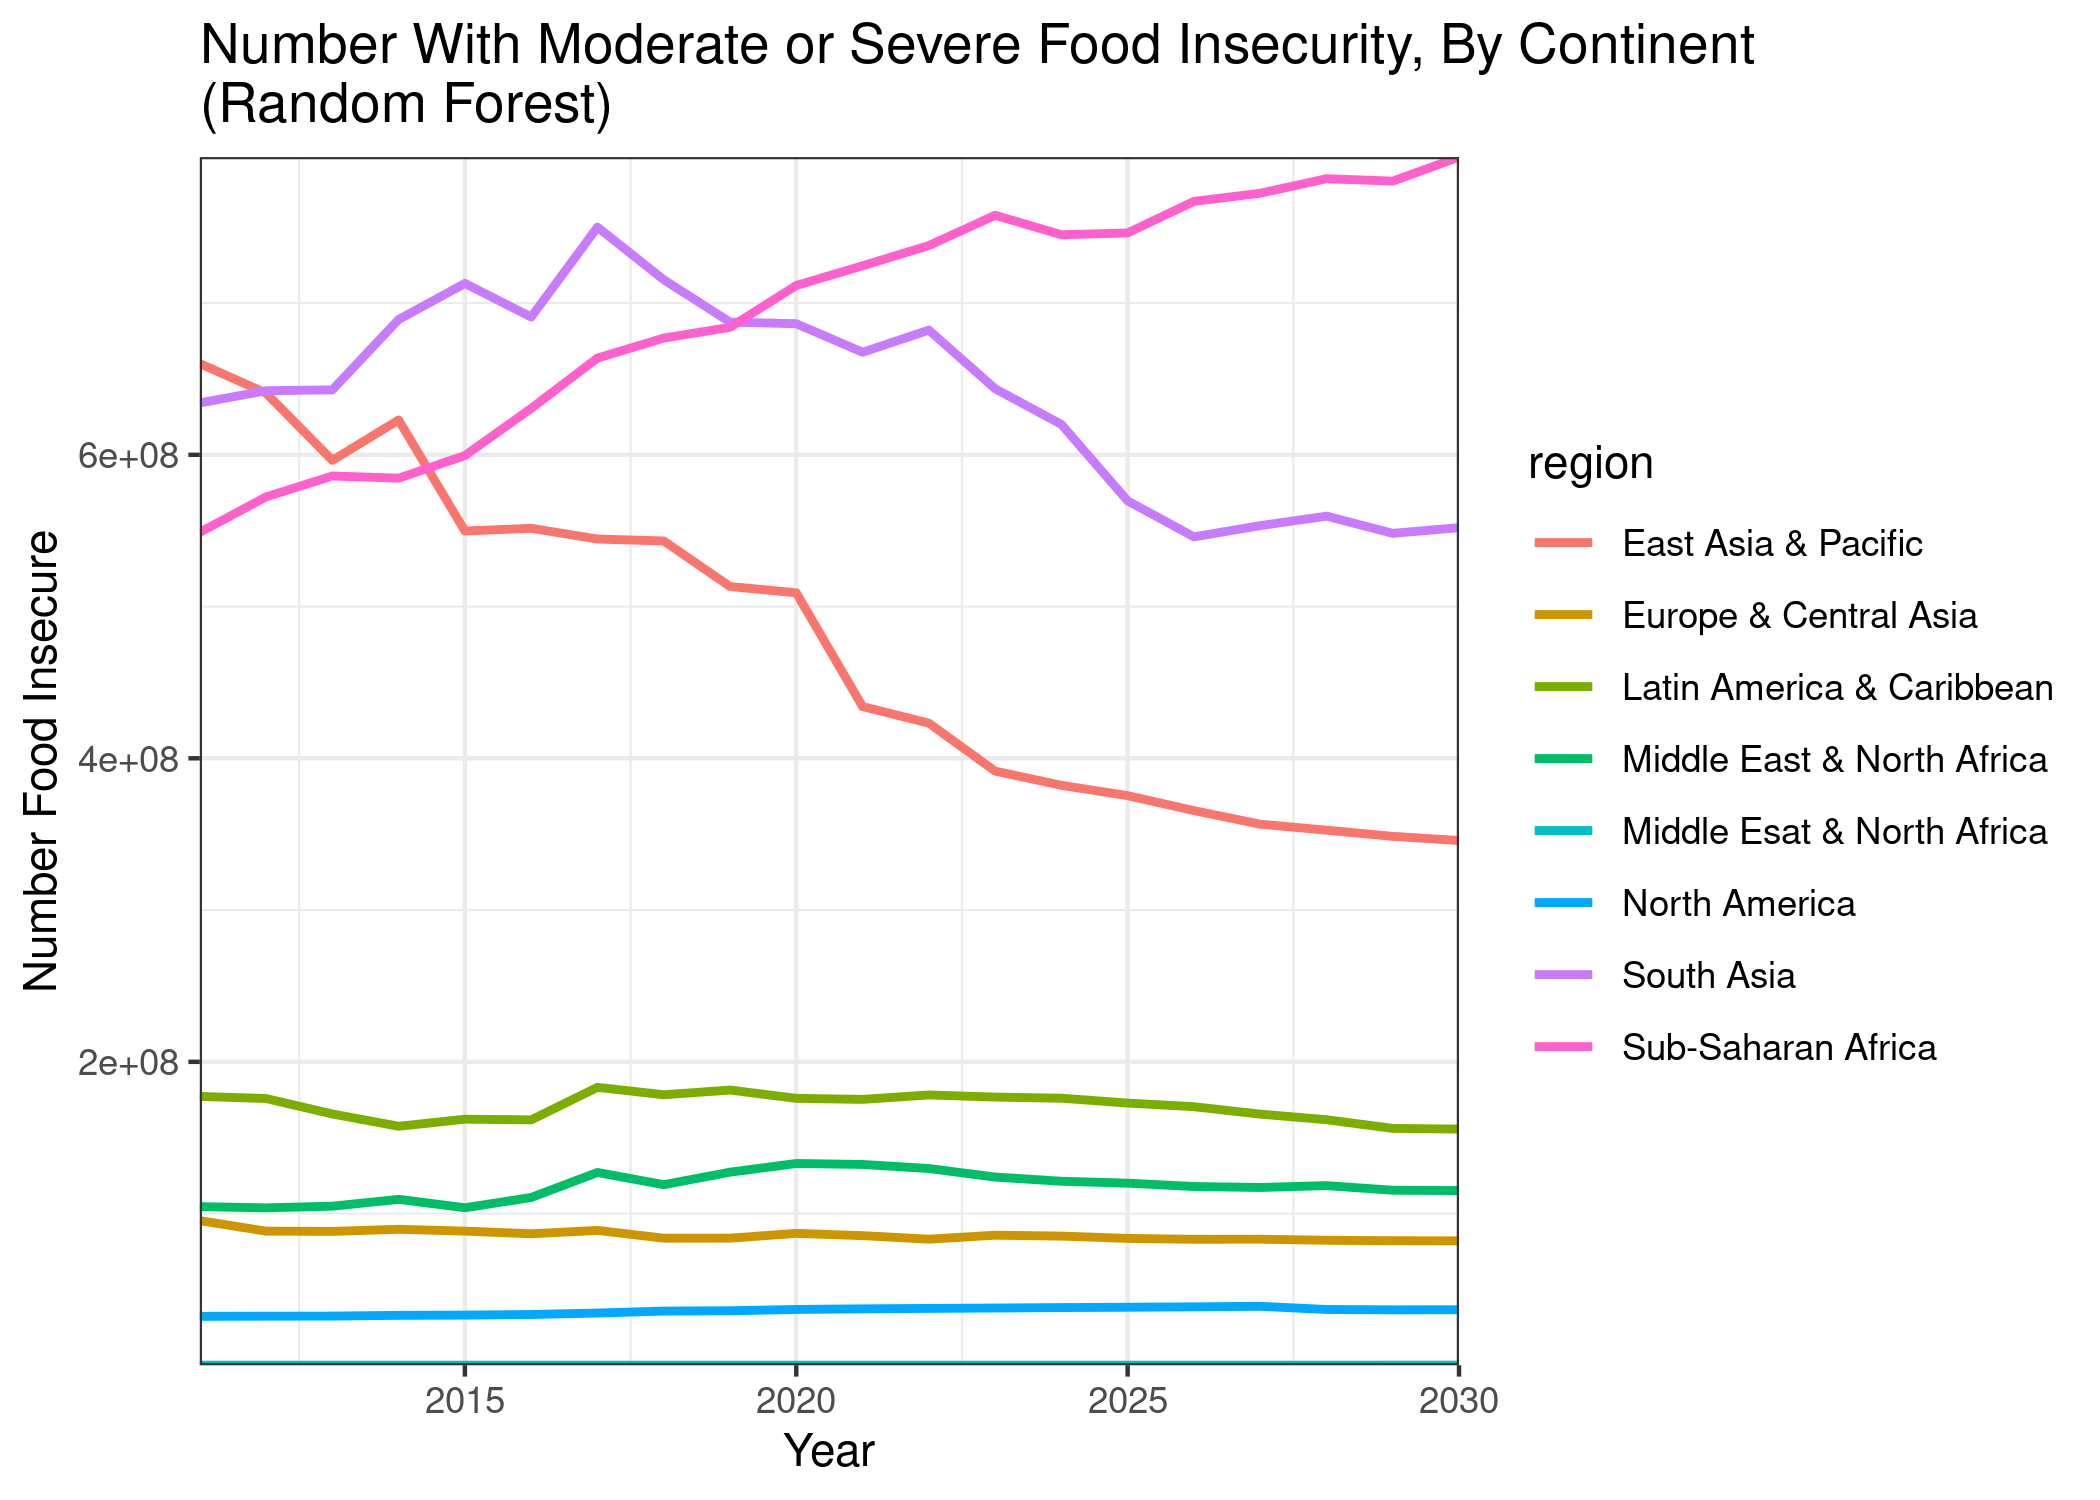 Number With Moderate or Severe Food Insecurity, By Continent
(Random Forest)
Number Food Insecure
6e+08
4e+08
2e+08
2015
2020
2025
2030
Year
region
East Asia & Pacific
Europe & Central Asia
Latin America & Caribbean
Middle East & North Africa
Middle Esat & North Africa
North America
South Asia
Sub-Saharan Africa